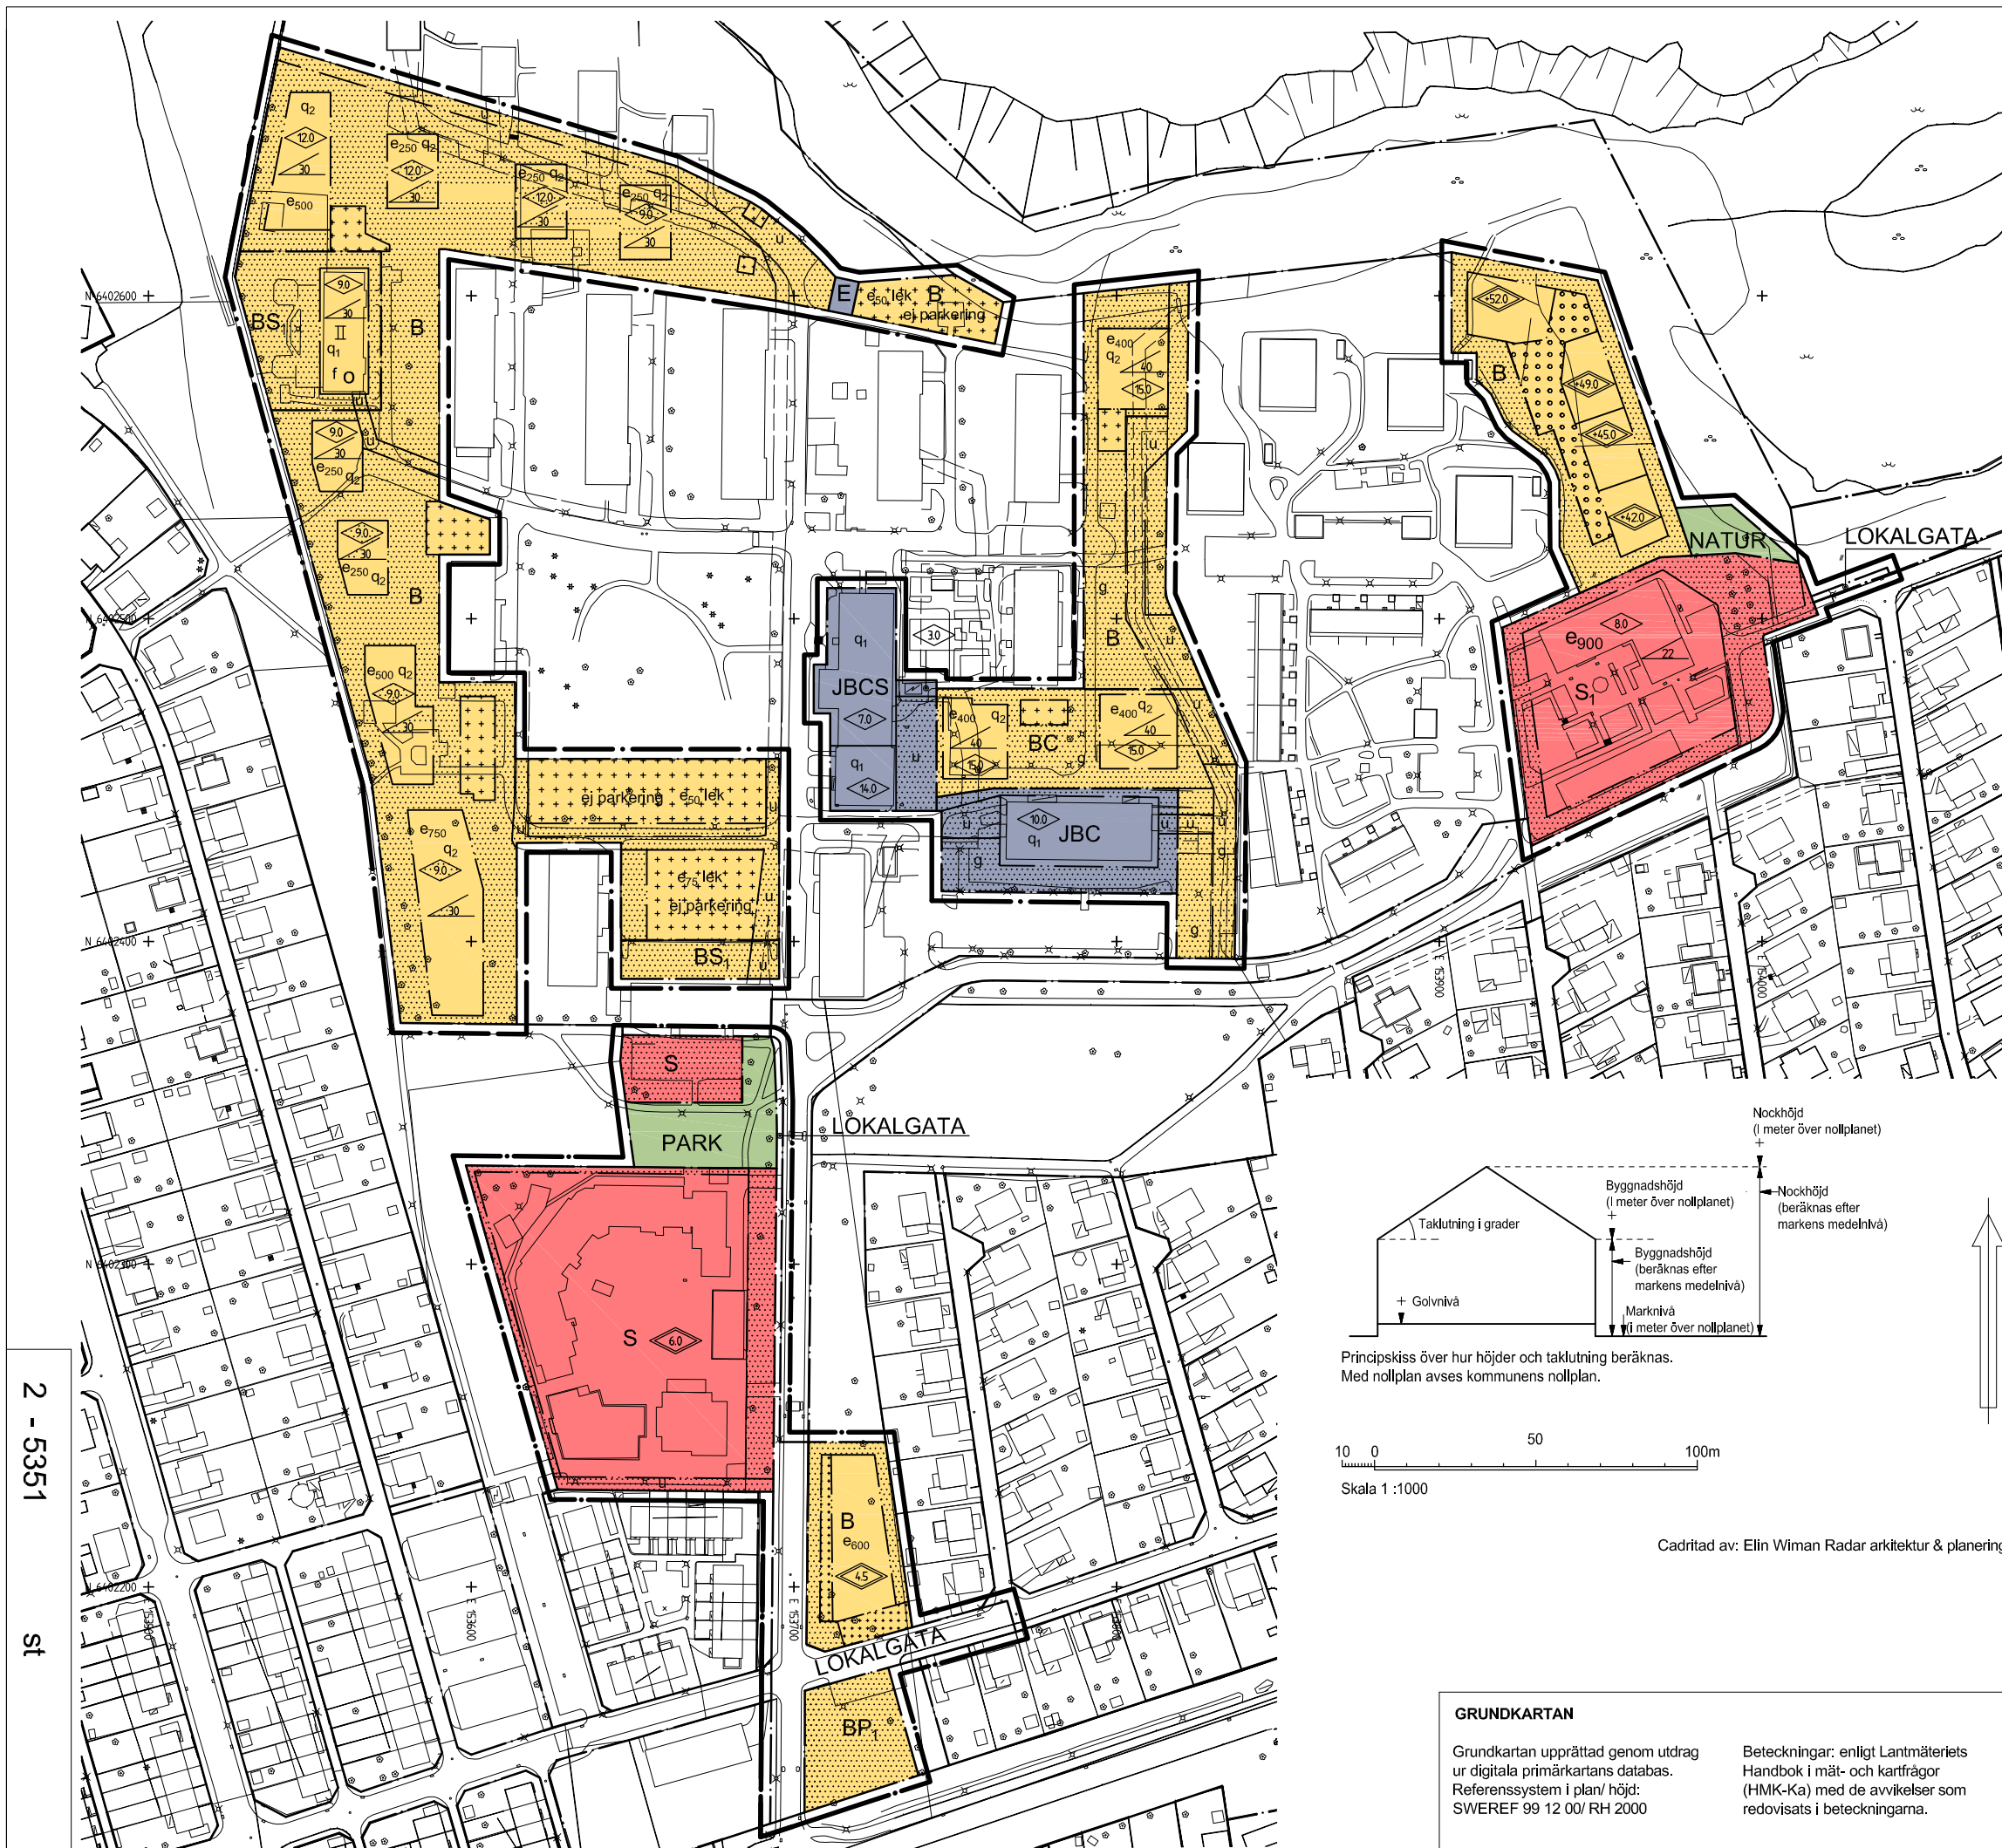 q2
12.0
30
e500
e250 q2
12.0
30
e250 q2
12.0
30
e250 q2
9.0
30
u
u
E
e50 lek
B
ej parkering
N 6402600
BS1
9.0
30
II
q1
f O
B
u
u
9.0
30
e250 q2
9.0
30
e250 q2
B
e400
q2
40
15.0
u
g
B
u
+52.0
B
+49.0
+45.0
+42.0
NATUR
LOKALGATA
N 6402500
e500 q2
9.0
30
q1
JBCS
7.0
q1
14.0
u
3.0
e400 q2
40
15.0
BC
g
e400 q2
40
15.0
u
8.0
e900
22
S1
ej parkering e50 lek
u
u
e750
q2
9.0
30
e75 lek
ej parkering
u
BS1
u
u
10.0
q1
JBC
u
u
u
g
g
g
N 6402400
E 153900
E 154000
S
PARK
LOKALGATA
N 6402300
S
6.0
u
B
e600
4.5
LOKALGATA
BP1
N 6402200
E 153600
E 153700
Nockhöjd
(I meter över nollplanet)
Byggnadshöjd
(I meter över nollplanet)
Nockhöjd
(beräknas efter
markens medelnivå)
Taklutning i grader
Byggnadshöjd
(beräknas efter
markens medelnivå)
Golvnivå
Marknivå
(i meter över nollplanet)
Principskiss över hur höjder och taklutning beräknas.
Med nollplan avses kommunens nollplan.
10 0 50 100m
Skala 1 :1000
Cadritad av: Elin Wiman Radar arkitektur & planering
2 - 5351 st
GRUNDKARTAN
Grundkartan upprättad genom utdrag
ur digitala primärkartans databas.
Referenssystem i plan/ höjd:
SWEREF 99 12 00/ RH 2000
Beteckningar: enligt Lantmäteriets
Handbok i mät- och kartfrågor
(HMK-Ka) med de avvikelser som
redovisats i beteckningarna.